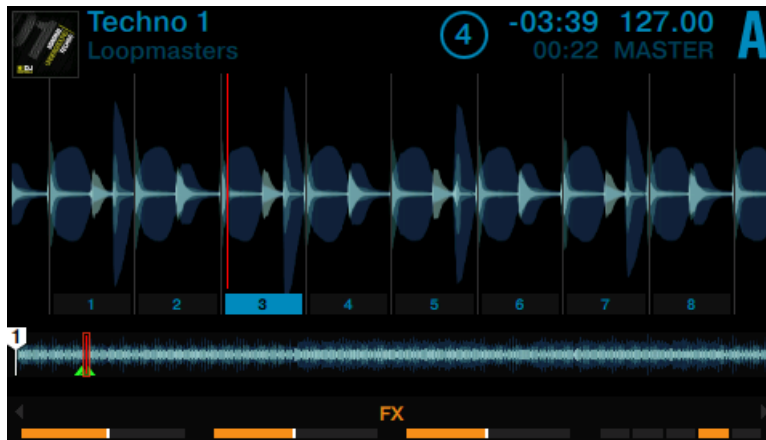 Techno 1
Loopmasters
4
-03:39 127.00
00:22 MASTER
A
1 2 3 4 5 6 7 8
1
FX